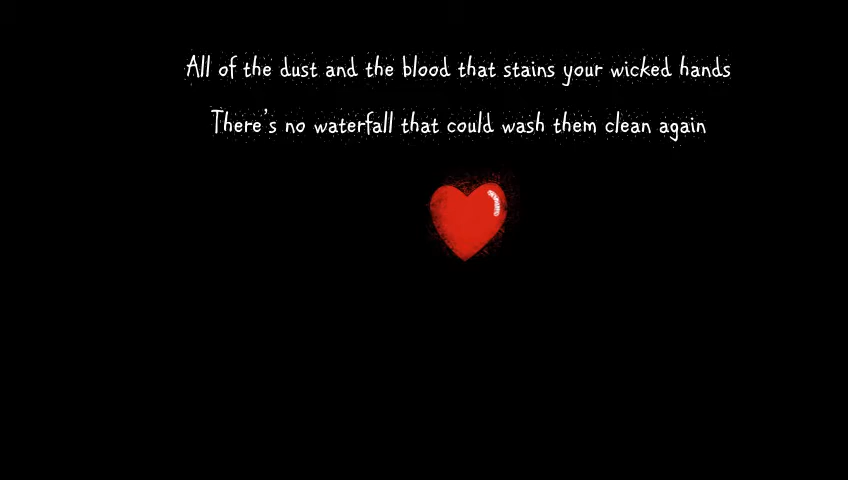 All of the dust and the blood that stains your wicked hands
There's no waterfall that could wash them clean again